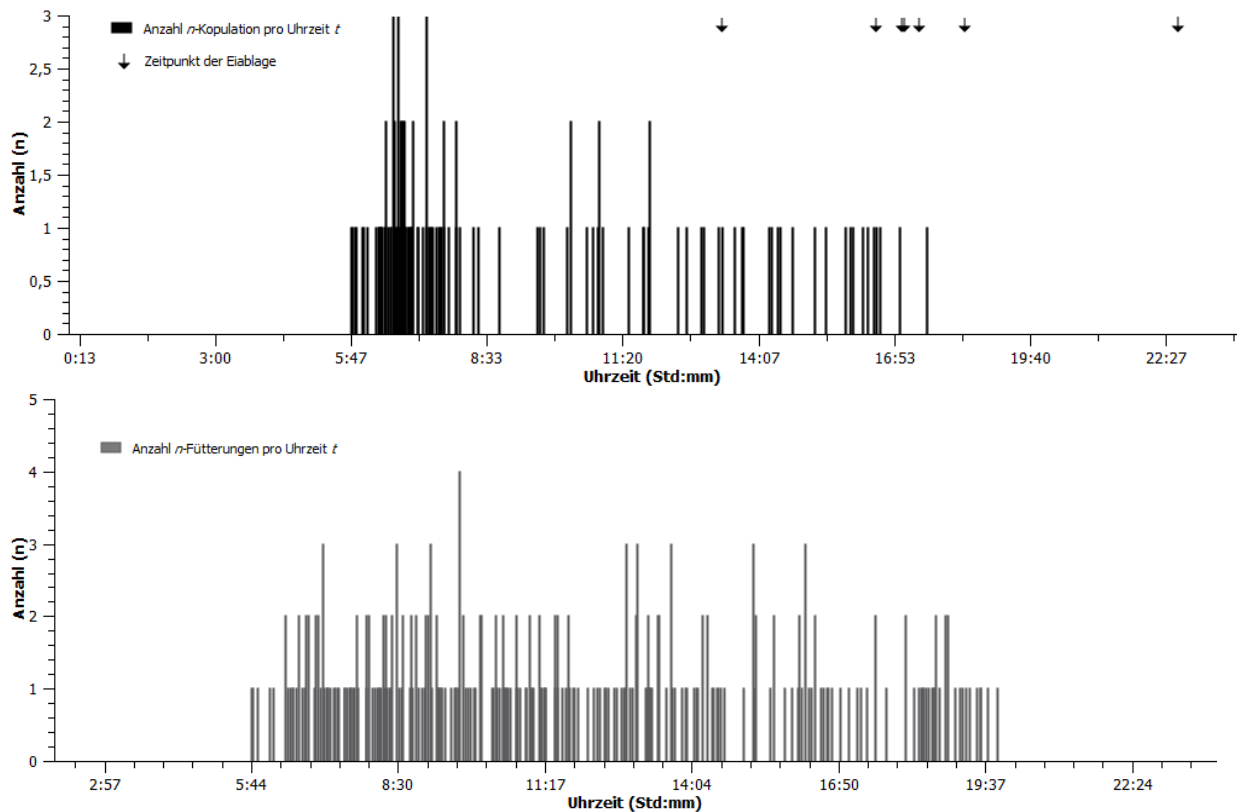 3
Anzahl n-Kopulation pro Uhrzeit t
2,5
Zeitpunkt der Eiablage
2
1,5
1
0,5
0
Anzahl (n)
0:13 3:00 5:47 8:33 11:20 14:07 16:53 19:40 22:27
Uhrzeit (Std:mm)
5
Anzahl n-Fütterungen pro Uhrzeit t
4
3
2
1
0
Anzahl (n)
2:57 5:44 8:30 11:17 14:04 16:50 19:37 22:24
Uhrzeit (Std:mm)